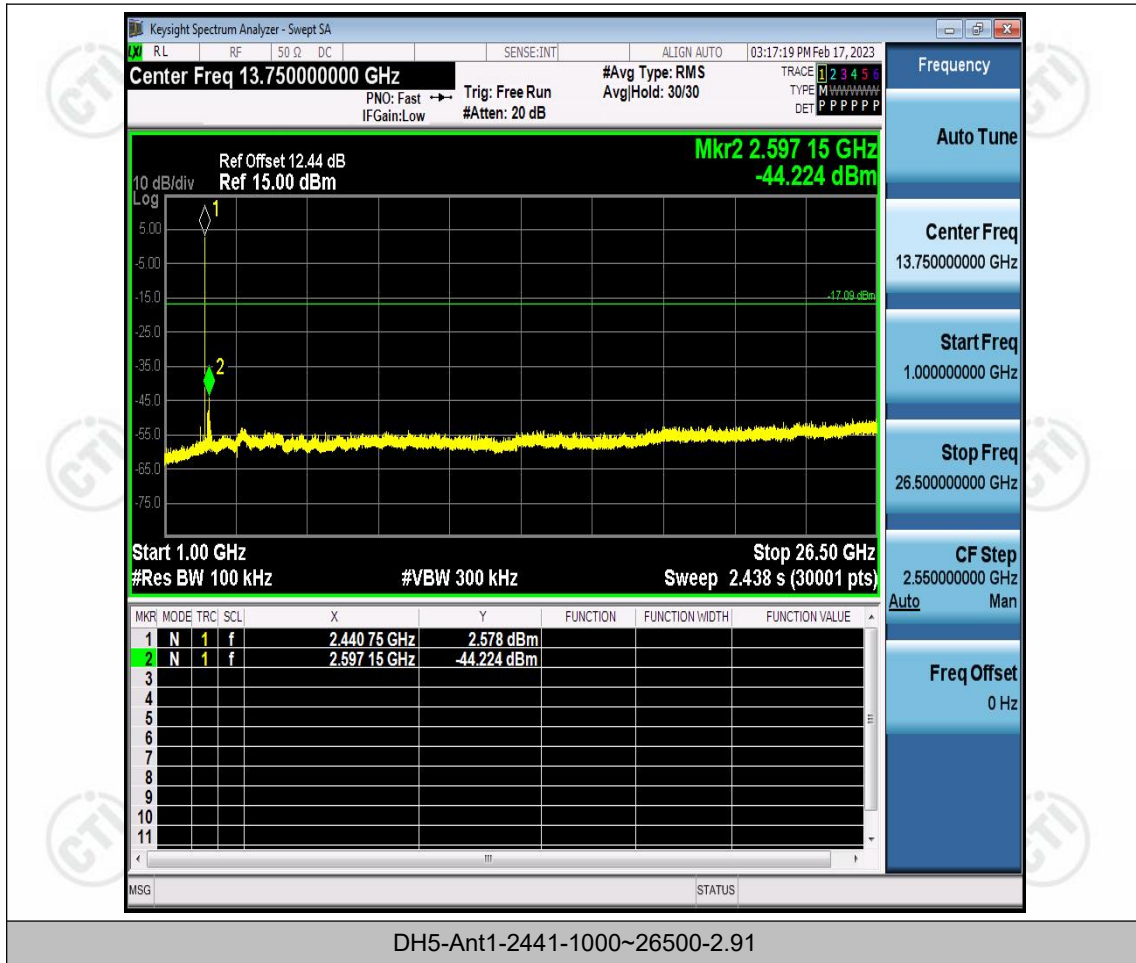 Keysight Spectrum Analyzer - Swept SA
LXI RL RF 50 Ω DC SENSE:INT ALIGN AUTO 03:17:19 PM Feb 17, 2023
Center Freq 13.750000000 GHz
PNO: Fast
IFGain:Low
Trig: Free Run
#Atten: 20 dB
#Avg Type: RMS
Avg|Hold: 30/30
TRACE 1 2 3 4 5 6
TYPE M WWWWW
DET P P P P P P
Frequency
Auto Tune
Center Freq
13.750000000 GHz
Start Freq
1.000000000 GHz
Stop Freq
26.500000000 GHz
CF Step
2.550000000 GHz
Auto Man
Freq Offset
0 Hz
Mkr2 2.597 15 GHz
-44.224 dBm
Ref Offset 12.44 dB
10 dB/div Ref 15.00 dBm
Log
1
5.00
-5.00
-15.0
-17.09 dBm
-25.0
-35.0
2
-45.0
-55.0
-65.0
-75.0
Start 1.00 GHz Stop 26.50 GHz
#Res BW 100 kHz #VBW 300 kHz Sweep 2.438 s (30001 pts)
MKR MODE TRC SCL X Y FUNCTION FUNCTION WIDTH FUNCTION VALUE
1 N 1 f 2.440 75 GHz 2.578 dBm
2 N 1 f 2.597 15 GHz -44.224 dBm
3
4
5
6
7
8
9
10
11
MSG STATUS
DH5-Ant1-2441-1000~26500-2.91
CTI
CTI
CTI
CTI
CTI
CTI